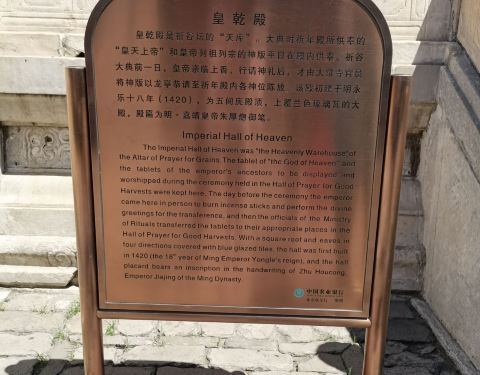 皇乾殿
皇乾殿是祈谷坛的“天库”。大典时祈年殿所供奉的
“皇天上帝”和皇帝列祖列宗的神版平日在殿内供奉。祈谷
大典前一日，皇帝亲临上香、行请神礼后，才由太常寺官员
将神版以龙亭恭请至祈年殿内各神位陈放。该殿初建于明永
乐十八年（1420），为五间庑殿顶，上覆兰色琉璃瓦的大
殿，殿匾为明·嘉靖皇帝朱厚熜御笔。
Imperial Hall of Heaven
The Imperial Hall of Heaven was "the Heavenly Warehouse" of
the Altar of Prayer for Grains. The tablet of "the God of Heaven" and
the tablets of the emperor's ancestors to be displayed and
worshipped during the ceremony held in the Hall of Prayer for Good
Harvests were kept here. The day before the ceremony the emperor
came here in person to burn incense sticks and perform the divine
greetings for the transference, and then the officials of the Ministry
of Rituals transferred the tablets to their appropriate places in the
Hall of Prayer for Good Harvests. With a square roof and eaves in
four directions covered with blue glazed tiles, the hall was first built
in 1420 (the 18th year of Ming Emperor Yongle's reign), and the hall
placard bears an inscription in the handwriting of Zhu Houcong,
Emperor Jiajing of the Ming Dynasty.
中国农业银行